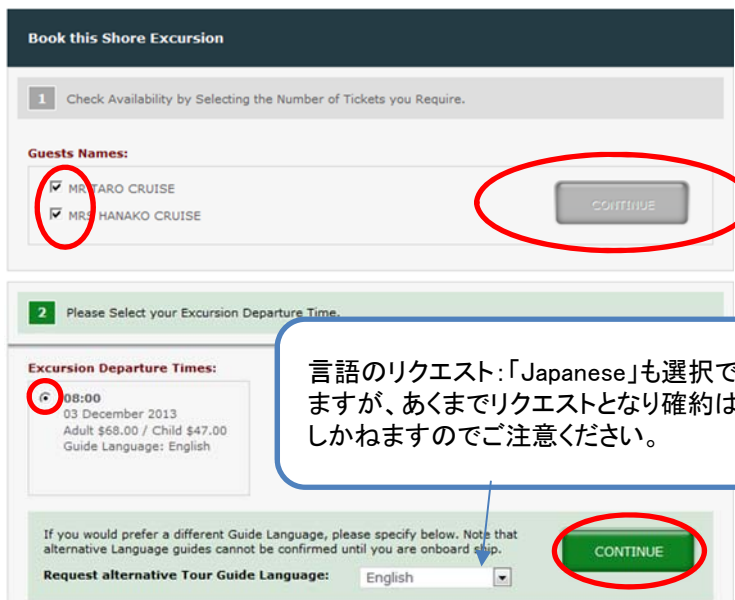 Book this Shore Excursion
1 Check Availability by Selecting the Number of Tickets you Require.
Guests Names:
MR TARO CRUISE
MRS HANAKO CRUISE
CONTINUE
2 Please Select your Excursion Departure Time.
Excursion Departure Times:
08:00
03 December 2013
Adult $68.00 / Child $47.00
Guide Language: English
言語のリクエスト:「Japanese」も選択で
ますが、あくまでリクエストとなり確約は
しかねますのでご注意ください。
If you would prefer a different Guide Language, please specify below. Note that
alternative Language guides cannot be confirmed until you are onboard ship.
CONTINUE
Request alternative Tour Guide Language: English